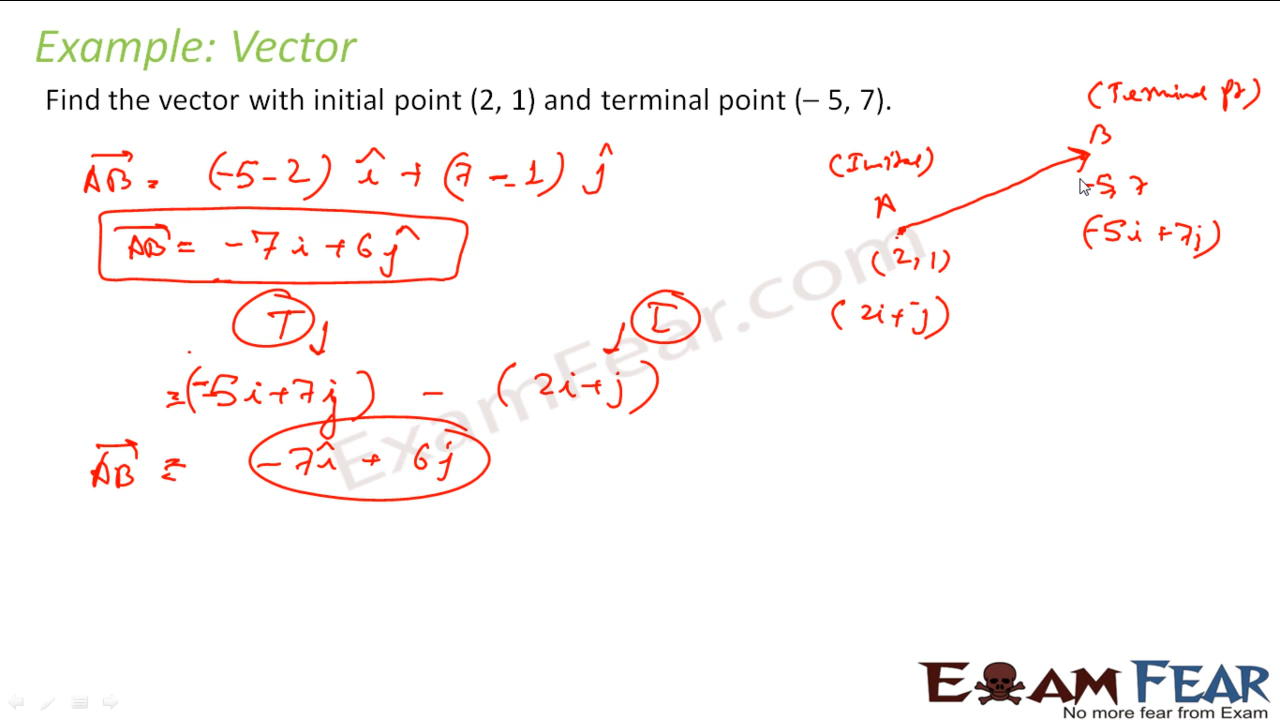 Example: Vector
Find the vector with initial point (2, 1) and terminal point (– 5, 7).
(Terminal pt)
B
-5, 7
(-5i + 7j)
(Initial)
A
(2, 1)
(2i + j)
AB = (-5 - 2) î + (7 - 1) ĵ
AB = -7i + 6ĵ
T I
= (-5i + 7j) - (2i + j)
AB = -7î + 6j
ExamFear.com
EXAM FEAR
No more fear from Exam